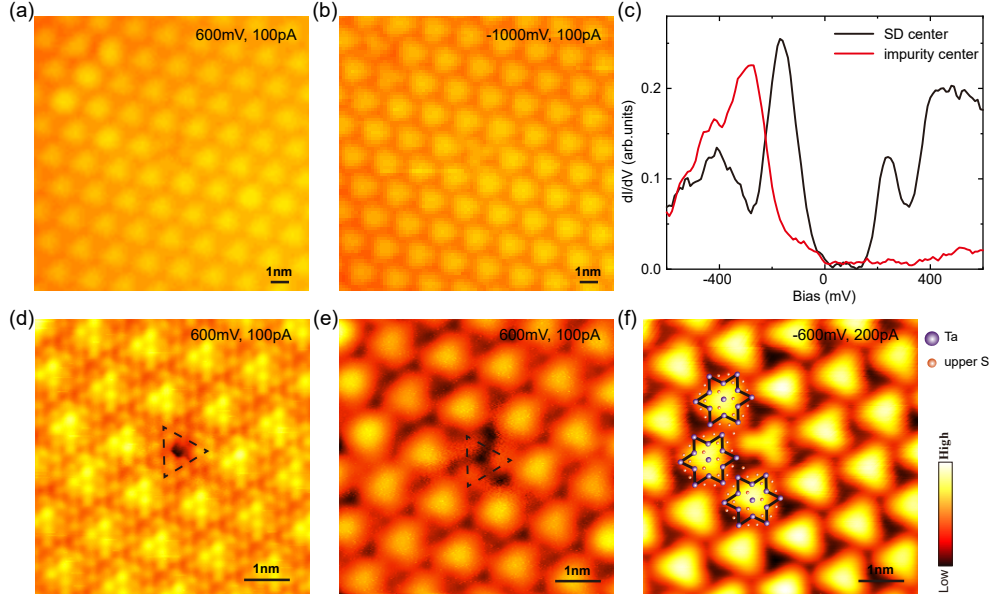 (a)
600mV, 100pA
1nm
(b)
-1000mV, 100pA
1nm
(c)
SD center
impurity center
dI/dV (arb.units)
0.2
0.1
0.0
-400
0
400
Bias (mV)
(d)
600mV, 100pA
1nm
(e)
600mV, 100pA
1nm
(f)
-600mV, 200pA
1nm
Ta
upper S
High
Low